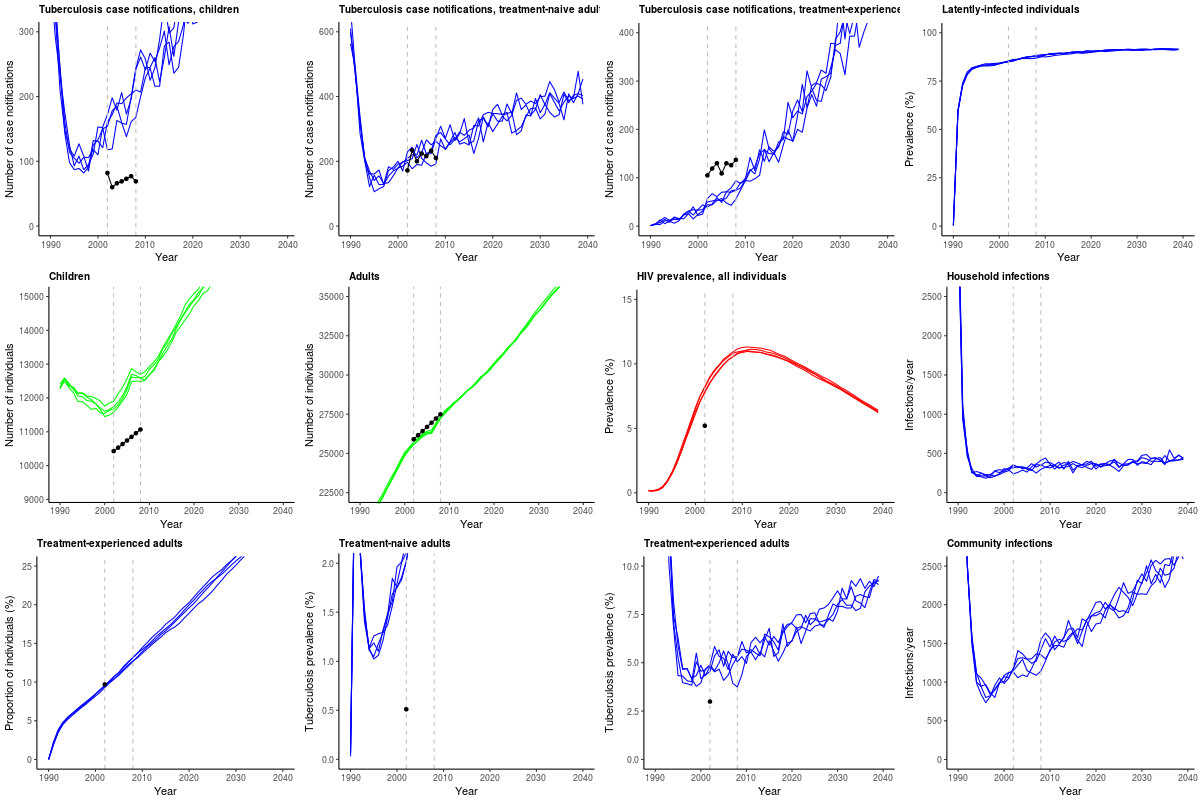 Tuberculosis case notifications, children
Number of case notifications
300
200
100
0
1990 2000 2010 2020 2030 2040
Year
Tuberculosis case notifications, treatment-naive adul
Number of case notifications
600
400
200
0
1990 2000 2010 2020 2030 2040
Year
Tuberculosis case notifications, treatment-experience
Number of case notifications
400
300
200
100
0
1990 2000 2010 2020 2030 2040
Year
Latently-infected individuals
Prevalence (%)
100
75
50
25
0
1990 2000 2010 2020 2030 2040
Year
Children
Number of individuals
15000
14000
13000
12000
11000
10000
9000
1990 2000 2010 2020 2030 2040
Year
Adults
Number of individuals
35000
32500
30000
27500
25000
22500
1990 2000 2010 2020 2030 2040
Year
HIV prevalence, all individuals
Prevalence (%)
15
10
5
0
1990 2000 2010 2020 2030 2040
Year
Household infections
Infections/year
2500
2000
1500
1000
500
0
1990 2000 2010 2020 2030 2040
Year
Treatment-experienced adults
Proportion of individuals (%)
25
20
15
10
5
0
1990 2000 2010 2020 2030 2040
Year
Treatment-naive adults
Tuberculosis prevalence (%)
2.0
1.5
1.0
0.5
0.0
1990 2000 2010 2020 2030 2040
Year
Treatment-experienced adults
Tuberculosis prevalence (%)
10.0
7.5
5.0
2.5
0.0
1990 2000 2010 2020 2030 2040
Year
Community infections
Infections/year
2500
2000
1500
1000
500
0
1990 2000 2010 2020 2030 2040
Year